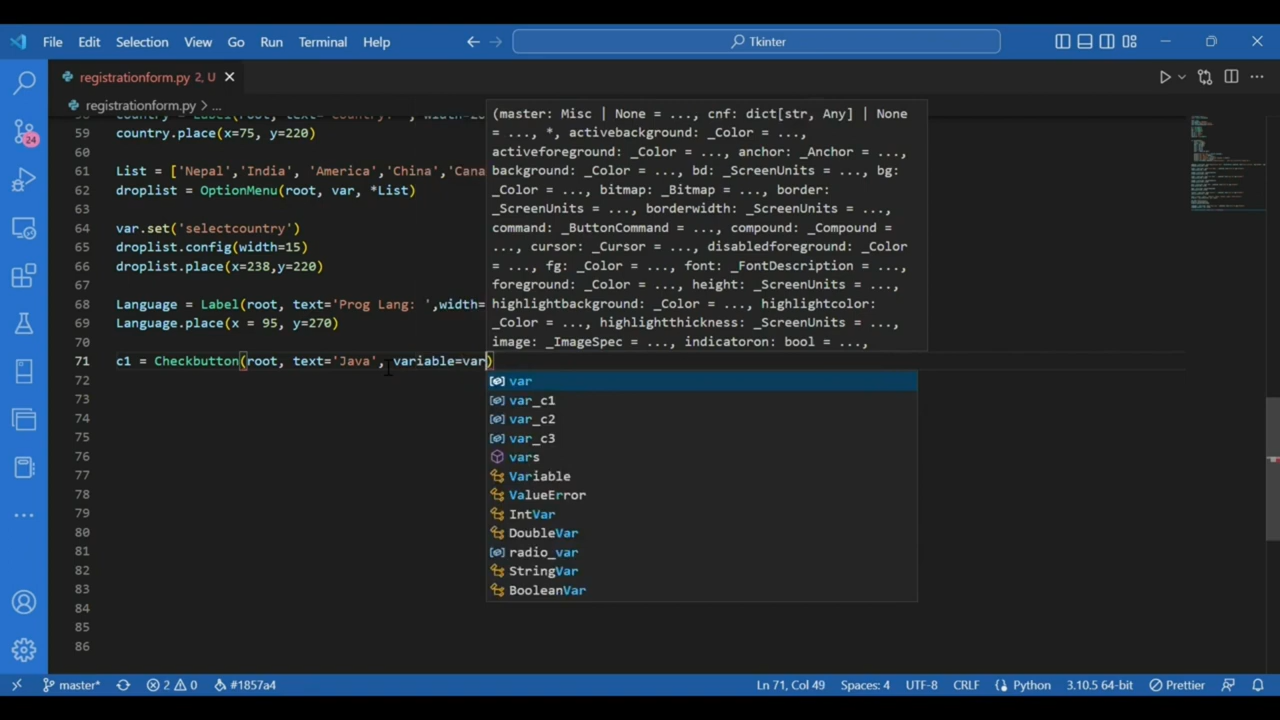 File Edit Selection View Go Run Terminal Help Tkinter
registrationform.py 2, U
registrationform.py > ...
59 country.place(x=75, y=220)
60
61 List = ['Nepal','India', 'America','China','Cana
62 droplist = OptionMenu(root, var, *List)
63
64 var.set('selectcountry')
65 droplist.config(width=15)
66 droplist.place(x=238,y=220)
67
68 Language = Label(root, text='Prog Lang: ',width=
69 Language.place(x = 95, y=270)
70
71 c1 = Checkbutton(root, text='Java', variable=var)
72
73
74
75
76
77
78
79
80
81
82
83
84
85
86
(master: Misc | None = ..., cnf: dict[str, Any] | None
= ..., *, activebackground: _Color = ...,
activeforeground: _Color = ..., anchor: _Anchor = ...,
background: _Color = ..., bd: _ScreenUnits = ..., bg:
_Color = ..., bitmap: _Bitmap = ..., border:
_ScreenUnits = ..., borderwidth: _ScreenUnits = ...,
command: _ButtonCommand = ..., compound: _Compound =
..., cursor: _Cursor = ..., disabledforeground: _Color
= ..., fg: _Color = ..., font: _FontDescription = ...,
foreground: _Color = ..., height: _ScreenUnits = ...,
highlightbackground: _Color = ..., highlightcolor:
_Color = ..., highlightthickness: _ScreenUnits = ...,
image: _ImageSpec = ..., indicatoron: bool = ...,
var
var_c1
var_c2
var_c3
vars
Variable
ValueError
IntVar
DoubleVar
radio_var
StringVar
BooleanVar
24
master* 2 0 #1857a4 Ln 71, Col 49 Spaces: 4 UTF-8 CRLF Python 3.10.5 64-bit Prettier